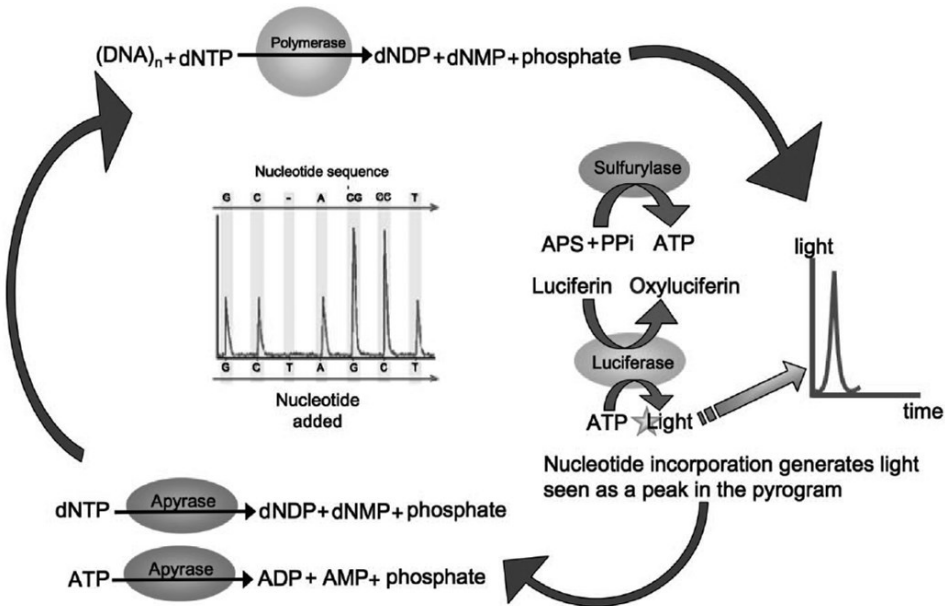 (DNA)n+dNTP Polymerase dNDP+dNMP+phosphate
Nucleotide sequence
G C - A CG GC T
G C T A G C T
Nucleotide
added
Sulfurylase
APS+PPi ATP
Luciferin Oxyluciferin
Luciferase
ATP Light
light
time
Nucleotide incorporation generates light
seen as a peak in the pyrogram
dNTP Apyrase dNDP+dNMP+phosphate
ATP Apyrase ADP+AMP+phosphate